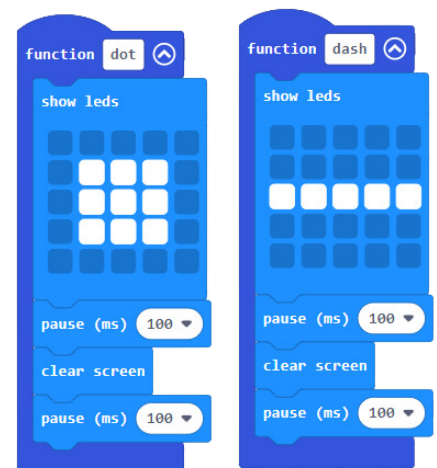 function dot
show leds
pause (ms) 100
clear screen
pause (ms) 100
function dash
show leds
pause (ms) 100
clear screen
pause (ms) 100